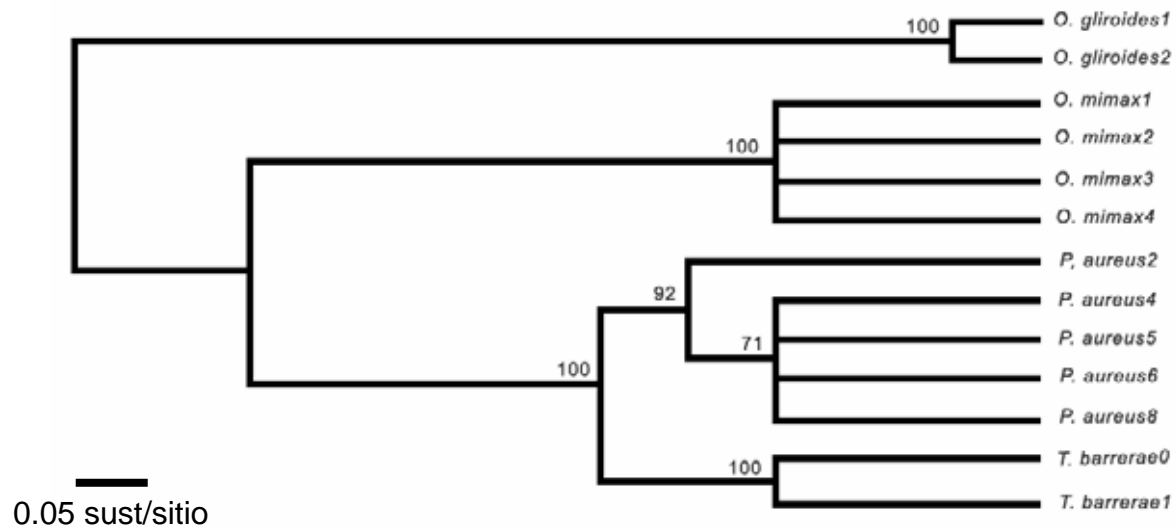 100
O. gliroides1
O. gliroides2
O. mimax1
O. mimax2
100
O. mimax3
O. mimax4
P, aureus2
92
P. aureus4
71
P. aureus5
100
P. aureus6
P. aureus8
100
T. barrerae0
T. barrerae1
0.05 sust/sitio